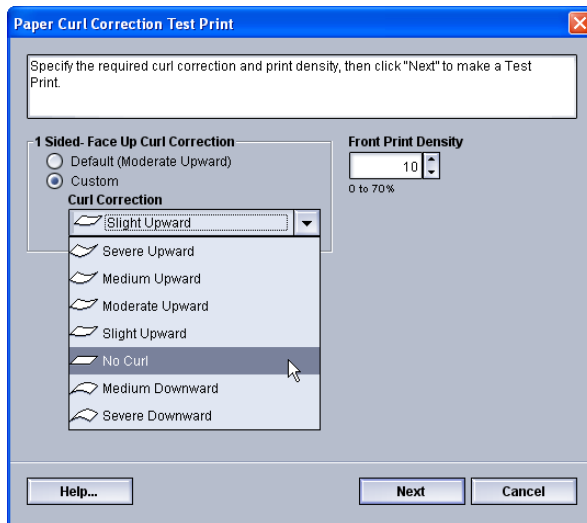 Paper Curl Correction Test Print
Specify the required curl correction and print density, then click "Next" to make a Test
Print.
1 Sided- Face Up Curl Correction
Default (Moderate Upward)
Custom
Curl Correction
Slight Upward
Severe Upward
Medium Upward
Moderate Upward
Slight Upward
No Curl
Medium Downward
Severe Downward
Front Print Density
10
0 to 70%
Help...
Next
Cancel